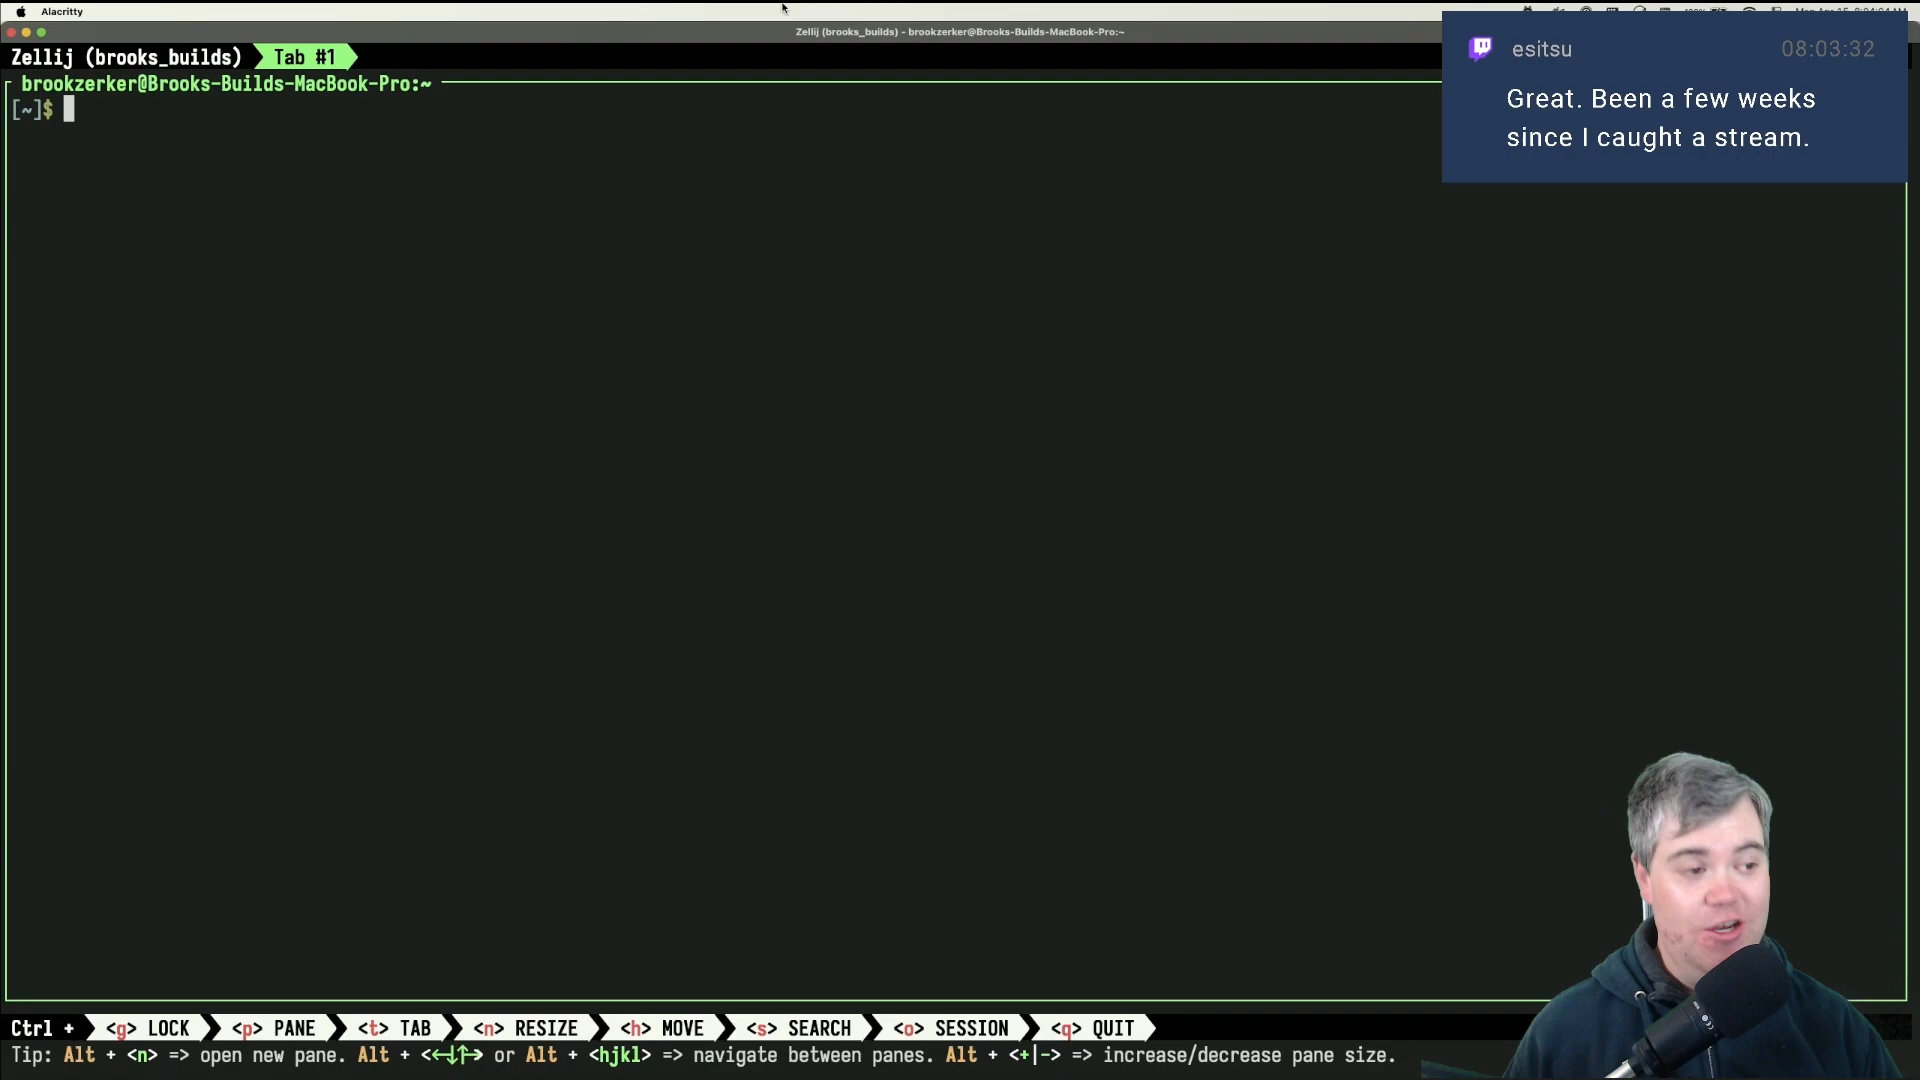 Alacritty
Zellij (brooks_builds) - brookzerker@Brooks-Builds-MacBook-Pro:~
Zellij (brooks_builds) Tab #1
brookzerker@Brooks-Builds-MacBook-Pro:~
[~]$
esitsu 08:03:32
Great. Been a few weeks
since I caught a stream.
Ctrl + <g> LOCK <p> PANE <t> TAB <n> RESIZE <h> MOVE <s> SEARCH <o> SESSION <q> QUIT
Tip: Alt + <n> => open new pane. Alt + <←↓↑→> or Alt + <hjkl> => navigate between panes. Alt + <+|-> => increase/decrease pane size.